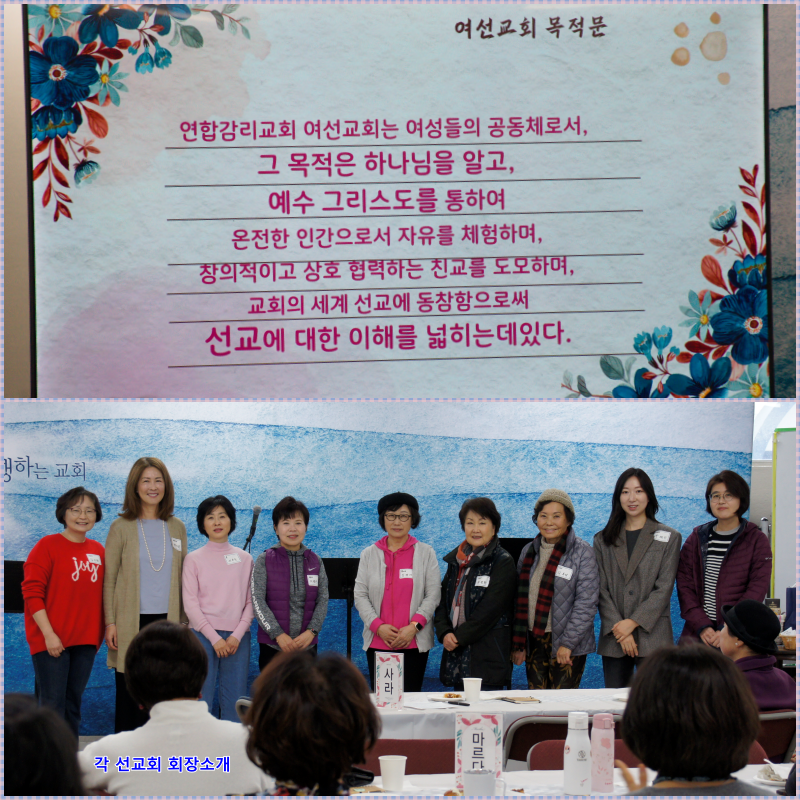 여선교회 목적문
연합감리교회 여선교회는 여성들의 공동체로서,
그 목적은 하나님을 알고,
예수 그리스도를 통하여
온전한 인간으로서 자유를 체험하며,
창의적이고 상호 협력하는 친교를 도모하며,
교회의 세계 선교에 동참함으로써
선교에 대한 이해를 넓히는데있다.
행하는 교회
joy
ARMOUR
사라
마르다
각 선교회 회장소개